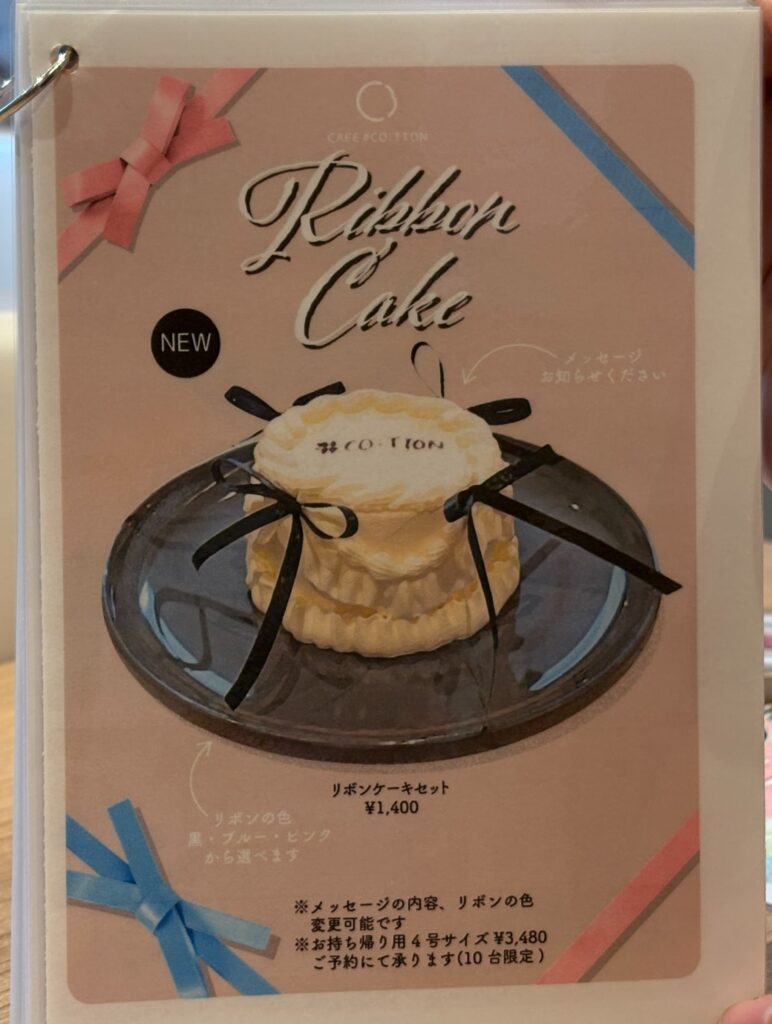 CAFE #CO:TTON
Ribbon
Cake
NEW
メッセージ
お知らせください
#CO:TTON
リボンケーキセット
¥1,400
リボンの色
黒・ブルー・ピンク
から選べます
※メッセージの内容、リボンの色
変更可能です
※お持ち帰り用4号サイズ ¥3,480
ご予約にて承ります(10台限定)